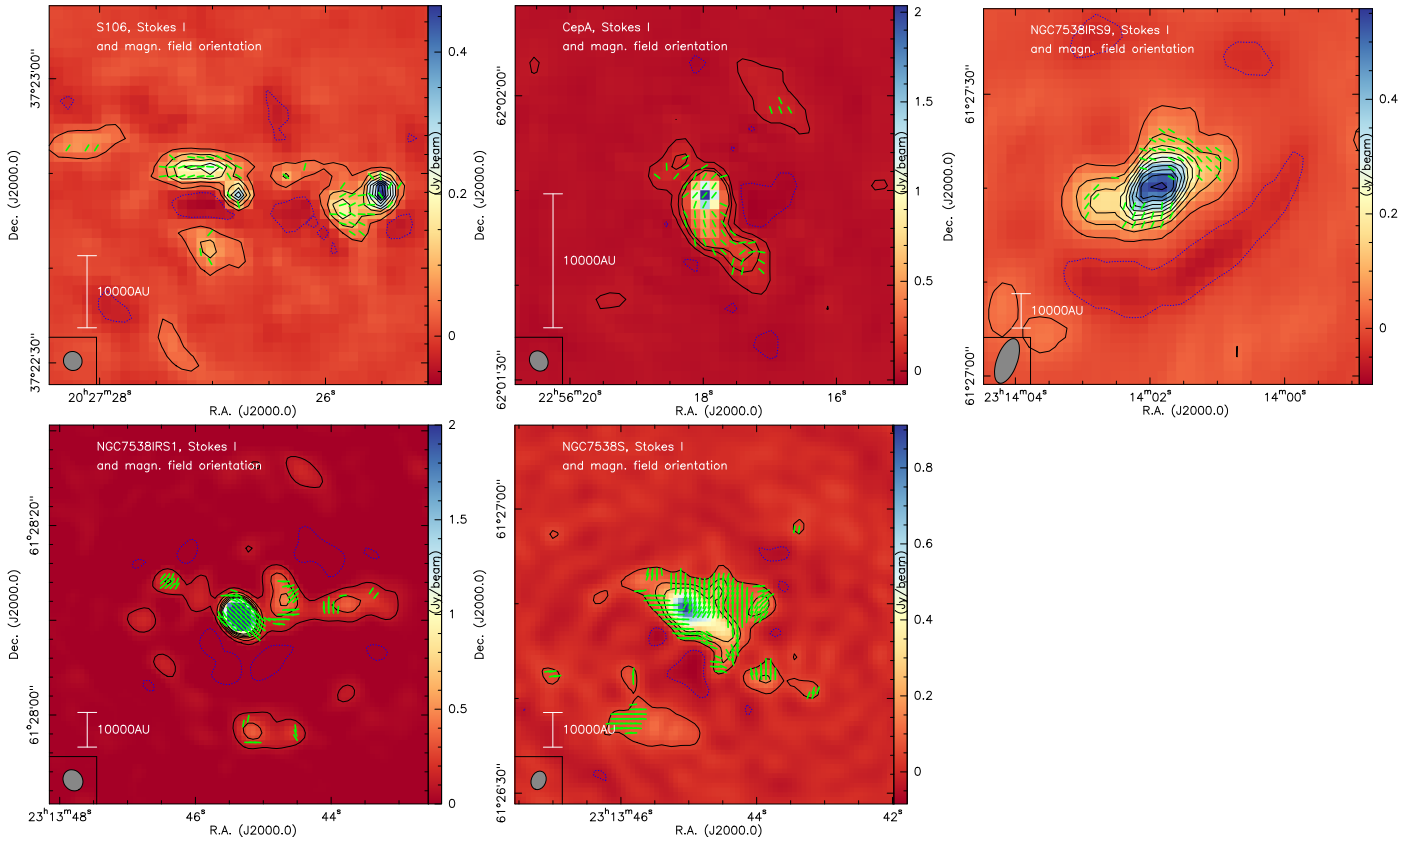 S106, Stokes I
and magn. field orientation
37°23'00"
37°22'30"
Dec. (J2000.0)
10000AU
20ʰ27ᵐ28ˢ
26ˢ
R.A. (J2000.0)
0.4
0.2
0
(Jy/beam)
CepA, Stokes I
and magn. field orientation
62°02'00"
62°01'30"
Dec. (J2000.0)
10000AU
22ʰ56ᵐ20ˢ
18ˢ
16ˢ
R.A. (J2000.0)
2
1.5
1
0.5
0
(Jy/beam)
NGC7538IRS9, Stokes I
and magn. field orientation
61°27'30"
61°27'00"
Dec. (J2000.0)
10000AU
23ʰ14ᵐ04ˢ
14ᵐ02ˢ
14ᵐ00ˢ
R.A. (J2000.0)
0.4
0.2
0
(Jy/beam)
NGC7538IRS1, Stokes I
and magn. field orientation
61°28'20"
61°28'00"
Dec. (J2000.0)
10000AU
23ʰ13ᵐ48ˢ
46ˢ
44ˢ
R.A. (J2000.0)
2
1.5
1
0.5
0
(Jy/beam)
NGC7538S, Stokes I
and magn. field orientation
61°27'00"
61°26'30"
Dec. (J2000.0)
10000AU
23ʰ13ᵐ46ˢ
44ˢ
42ˢ
R.A. (J2000.0)
0.8
0.6
0.4
0.2
0
(Jy/beam)